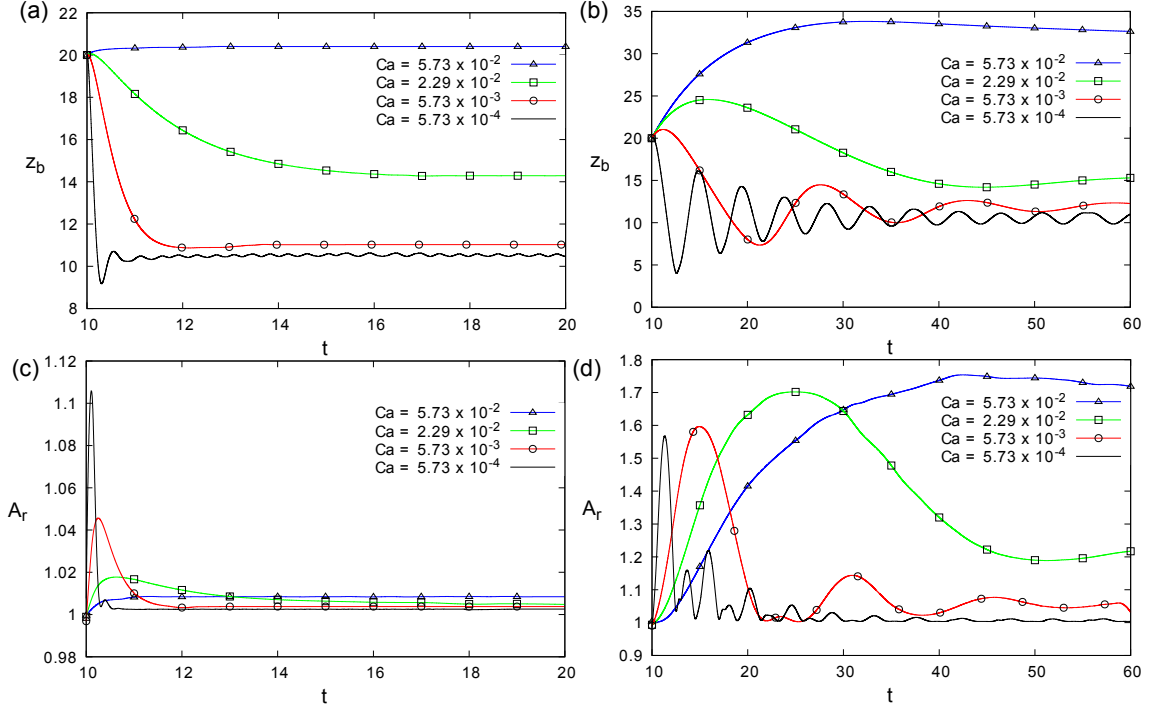 (a)
20
18
16
14
12
10
8
z_b
10 12 14 16 18 20
t
Ca = 5.73 x 10^-2
Ca = 2.29 x 10^-2
Ca = 5.73 x 10^-3
Ca = 5.73 x 10^-4
(b)
35
30
25
20
15
10
5
0
z_b
10 20 30 40 50 60
t
Ca = 5.73 x 10^-2
Ca = 2.29 x 10^-2
Ca = 5.73 x 10^-3
Ca = 5.73 x 10^-4
(c)
1.12
1.1
1.08
1.06
1.04
1.02
1
0.98
A_r
10 12 14 16 18 20
t
Ca = 5.73 x 10^-2
Ca = 2.29 x 10^-2
Ca = 5.73 x 10^-3
Ca = 5.73 x 10^-4
(d)
1.8
1.7
1.6
1.5
1.4
1.3
1.2
1.1
1
0.9
A_r
10 20 30 40 50 60
t
Ca = 5.73 x 10^-2
Ca = 2.29 x 10^-2
Ca = 5.73 x 10^-3
Ca = 5.73 x 10^-4